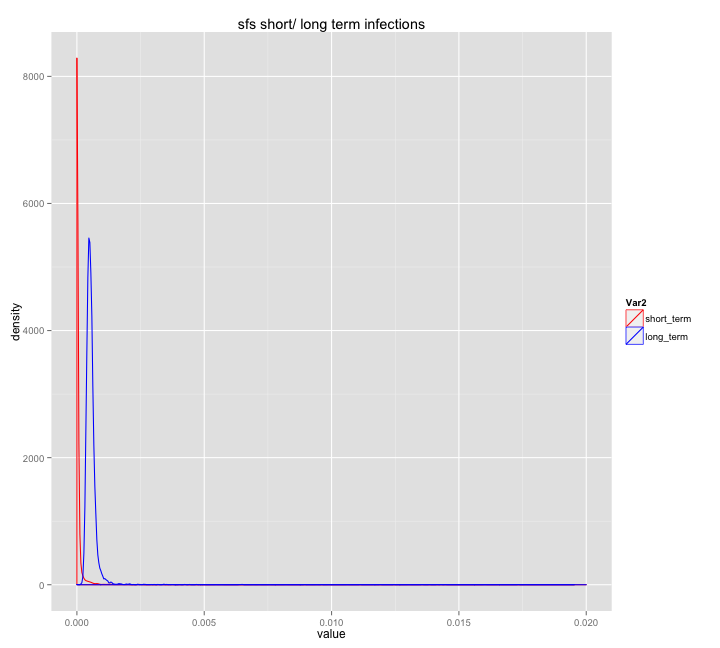 sfs short/ long term infections
8000
6000
4000
2000
0
density
0.000
0.005
0.010
0.015
0.020
value
Var2
short_term
long_term